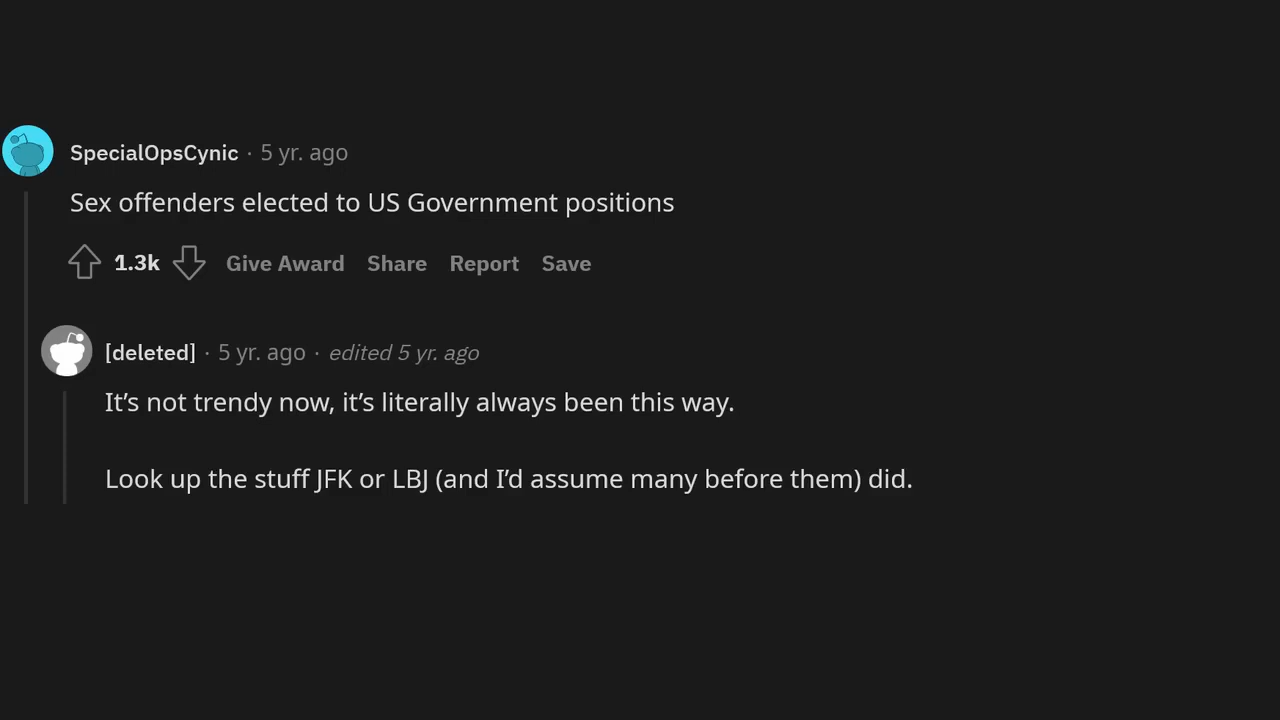 SpecialOpsCynic · 5 yr. ago
Sex offenders elected to US Government positions
1.3k Give Award Share Report Save
[deleted] · 5 yr. ago · edited 5 yr. ago
It’s not trendy now, it’s literally always been this way.
Look up the stuff JFK or LBJ (and I’d assume many before them) did.